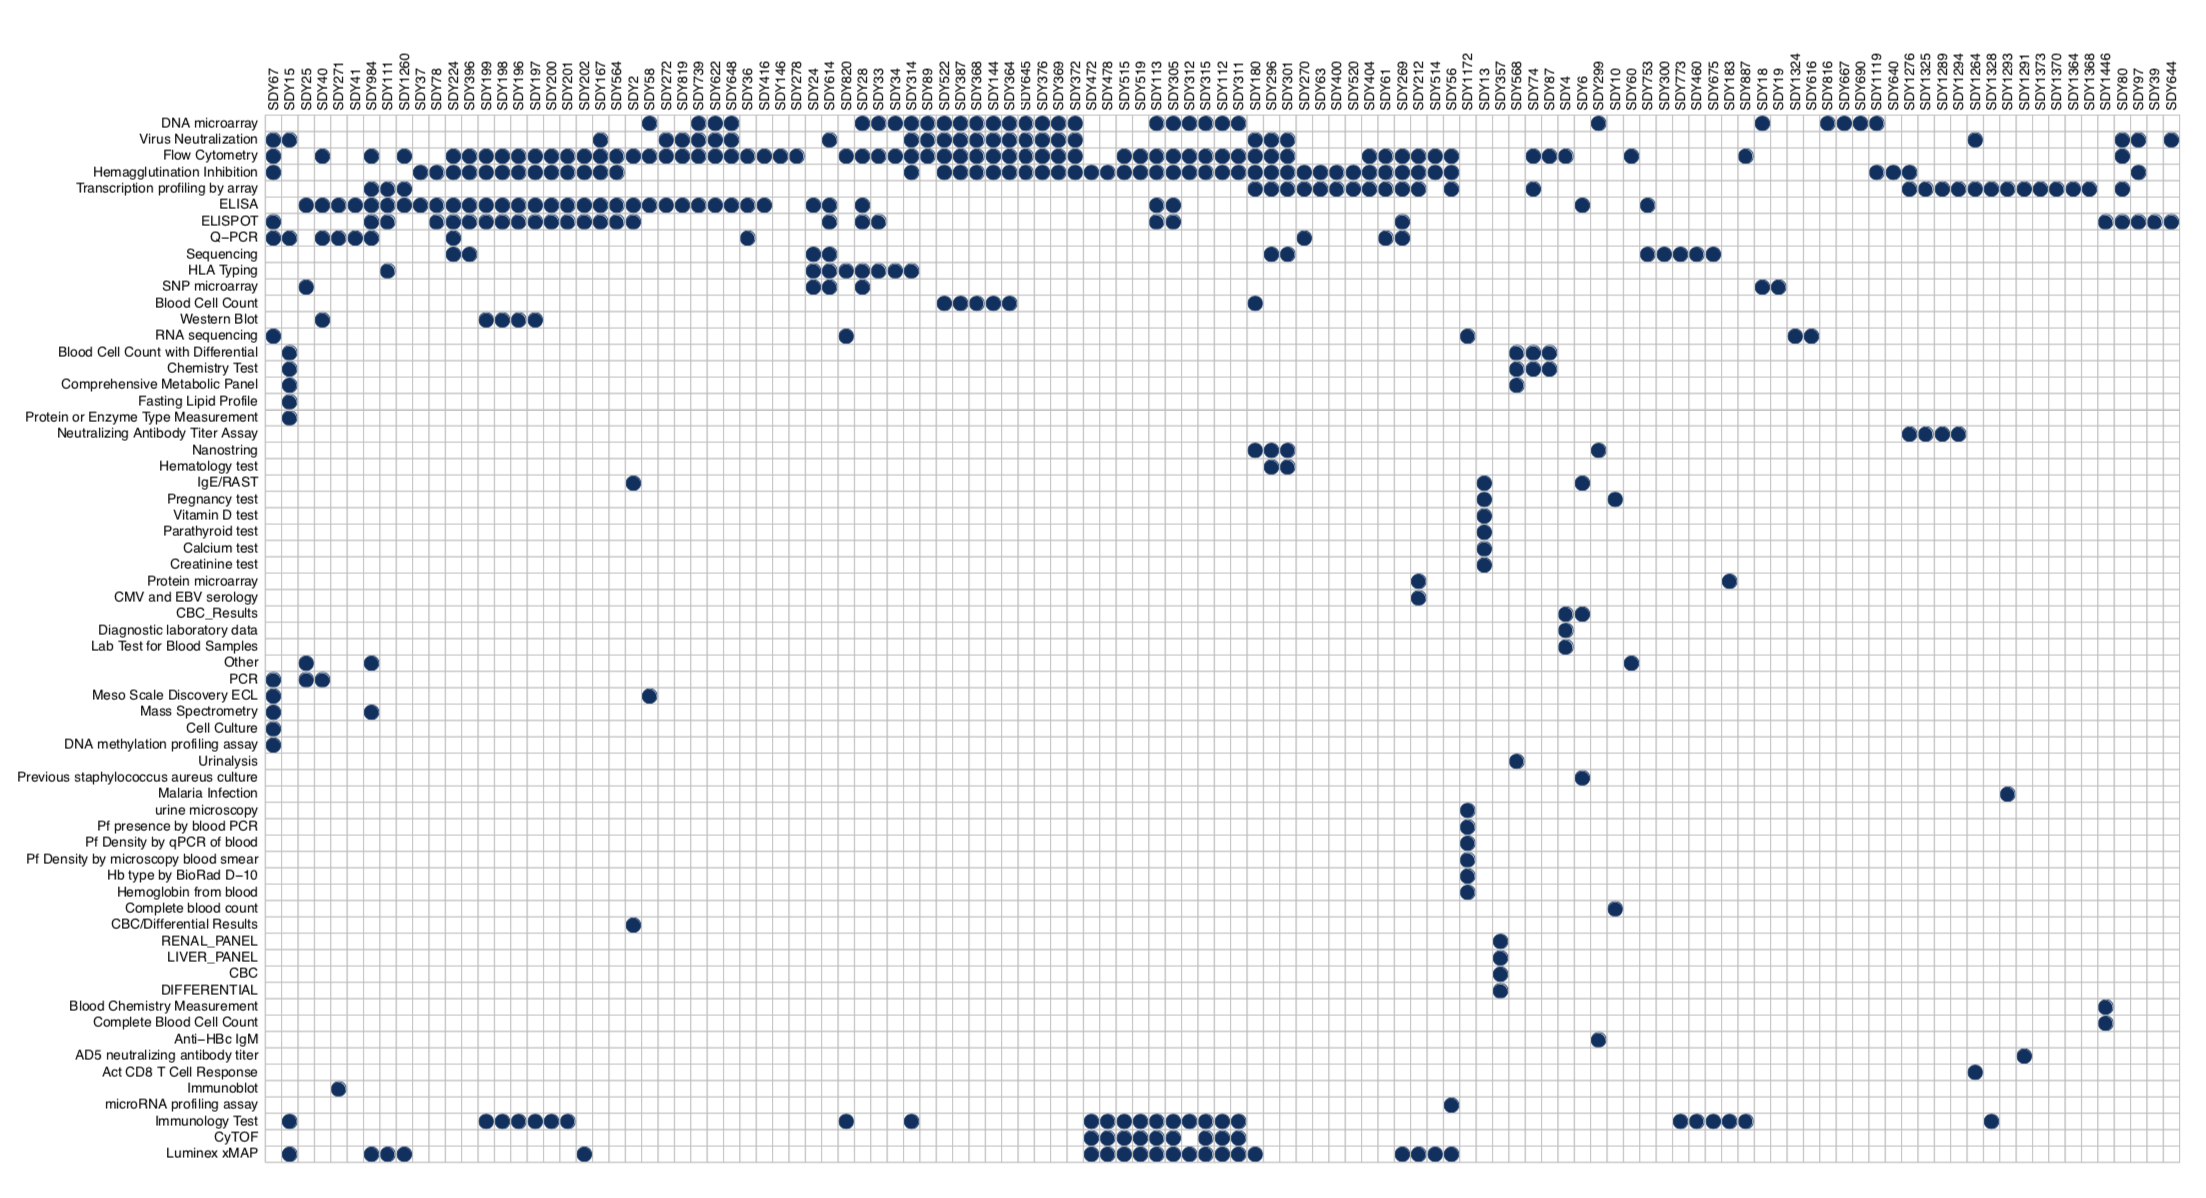 SDY67 SDY15 SDY25 SDY40 SDY271 SDY41 SDY984 SDY111 SDY1260 SDY37 SDY78 SDY224 SDY396 SDY199 SDY198 SDY196 SDY197 SDY200 SDY201 SDY202 SDY167 SDY564 SDY2 SDY58 SDY272 SDY819 SDY739 SDY622 SDY648 SDY36 SDY416 SDY146 SDY278 SDY24 SDY614 SDY820 SDY28 SDY33 SDY34 SDY314 SDY89 SDY522 SDY387 SDY368 SDY144 SDY364 SDY645 SDY376 SDY369 SDY372 SDY472 SDY478 SDY515 SDY519 SDY113 SDY305 SDY312 SDY315 SDY112 SDY311 SDY180 SDY296 SDY301 SDY270 SDY63 SDY400 SDY520 SDY404 SDY61 SDY269 SDY212 SDY514 SDY56 SDY1172 SDY13 SDY357 SDY568 SDY74 SDY87 SDY4 SDY6 SDY299 SDY10 SDY60 SDY753 SDY300 SDY773 SDY460 SDY675 SDY183 SDY887 SDY18 SDY19 SDY1324 SDY616 SDY816 SDY667 SDY690 SDY1119 SDY640 SDY1276 SDY1325 SDY1289 SDY1294 SDY1264 SDY1328 SDY1293 SDY1291 SDY1373 SDY1370 SDY1364 SDY1368 SDY1446 SDY80 SDY97 SDY39 SDY644
DNA microarray
Virus Neutralization
Flow Cytometry
Hemagglutination Inhibition
Transcription profiling by array
ELISA
ELISPOT
Q−PCR
Sequencing
HLA Typing
SNP microarray
Blood Cell Count
Western Blot
RNA sequencing
Blood Cell Count with Differential
Chemistry Test
Comprehensive Metabolic Panel
Fasting Lipid Profile
Protein or Enzyme Type Measurement
Neutralizing Antibody Titer Assay
Nanostring
Hematology test
IgE/RAST
Pregnancy test
Vitamin D test
Parathyroid test
Calcium test
Creatinine test
Protein microarray
CMV and EBV serology
CBC_Results
Diagnostic laboratory data
Lab Test for Blood Samples
Other
PCR
Meso Scale Discovery ECL
Mass Spectrometry
Cell Culture
DNA methylation profiling assay
Urinalysis
Previous staphylococcus aureus culture
Malaria Infection
urine microscopy
Pf presence by blood PCR
Pf Density by qPCR of blood
Pf Density by microscopy blood smear
Hb type by BioRad D−10
Hemoglobin from blood
Complete blood count
CBC/Differential Results
RENAL_PANEL
LIVER_PANEL
CBC
DIFFERENTIAL
Blood Chemistry Measurement
Complete Blood Cell Count
Anti−HBc IgM
AD5 neutralizing antibody titer
Act CD8 T Cell Response
Immunoblot
microRNA profiling assay
Immunology Test
CyTOF
Luminex xMAP